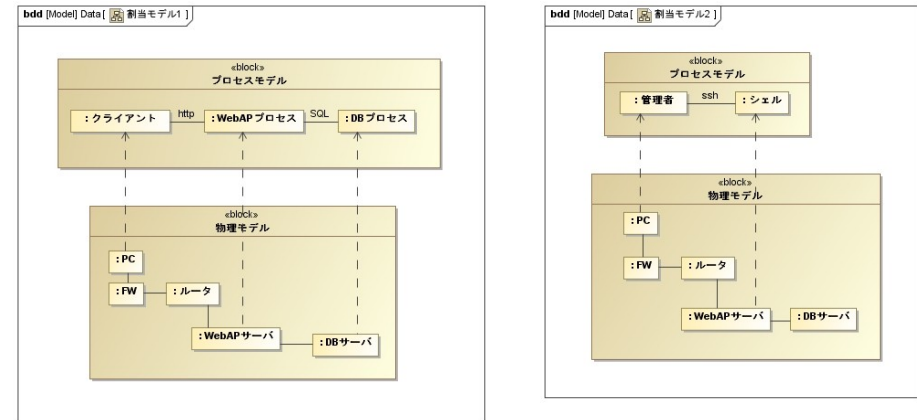 bdd [Model] Data[ 割当モデル1 ]
«block»
プロセスモデル
:クライアント
http
:WebAPプロセス
SQL
:DBプロセス
«block»
物理モデル
:PC
:FW
:ルータ
:WebAPサーバ
:DBサーバ
bdd [Model] Data[ 割当モデル2 ]
«block»
プロセスモデル
:管理者
ssh
:シェル
«block»
物理モデル
:PC
:FW
:ルータ
:WebAPサーバ
:DBサーバ